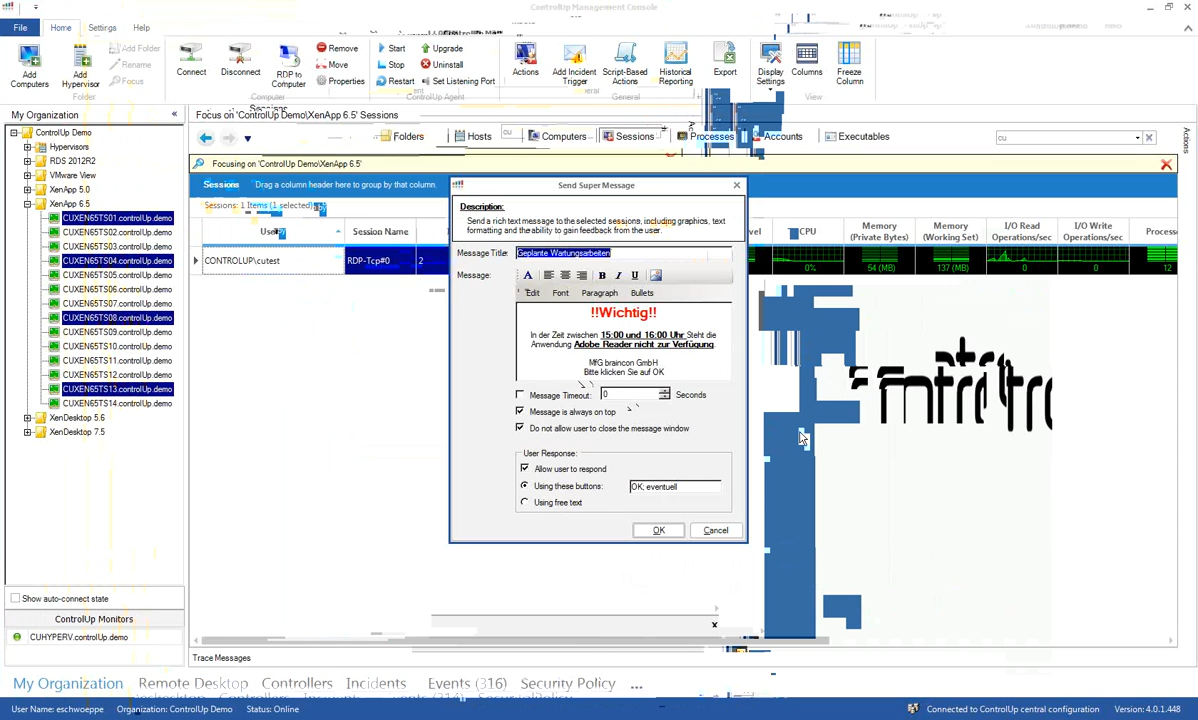 ControlUp Management Console
File Home Settings Help
Add Computers
Add Hypervisor
Add Folder
Rename
Focus
Folder
Connect
Disconnect
RDP to Computer
Remove
Move
Properties
Computer
Start
Stop
Restart
Upgrade
Uninstall
Set Listening Port
ControlUp Agent
Actions
Add Incident Trigger
Script-Based Actions
Historical Reporting
Export
General
Display Settings
Columns
Freeze Column
View
My Organization
ControlUp Demo
Hypervisors
RDS 2012R2
VMware View
XenApp 5.0
XenApp 6.5
CUXEN65TS01.controlUp.demo
CUXEN65TS02.controlUp.demo
CUXEN65TS03.controlUp.demo
CUXEN65TS04.controlUp.demo
CUXEN65TS05.controlUp.demo
CUXEN65TS06.controlUp.demo
CUXEN65TS07.controlUp.demo
CUXEN65TS08.controlUp.demo
CUXEN65TS09.controlUp.demo
CUXEN65TS10.controlUp.demo
CUXEN65TS11.controlUp.demo
CUXEN65TS12.controlUp.demo
CUXEN65TS13.controlUp.demo
CUXEN65TS14.controlUp.demo
XenDesktop 5.6
XenDesktop 7.5
Show auto-connect state
ControlUp Monitors
CUHYPERV.controlUp.demo
Focus on 'ControlUp Demo\XenApp 6.5' Sessions
Folders Hosts cu Computers Sessions Processes Accounts Executables cu
Actions
Focusing on 'ControlUp Demo\XenApp 6.5'
Sessions Drag a column header here to group by that column.
Sessions: 1 Items (1 selected)
Session Name
CPU
Memory (Private Bytes)
Memory (Working Set)
I/O Read Operations/sec
I/O Write Operations/sec
CONTROLUP\cutest RDP-Tcp#0 2 0% 54 (MB) 137 (MB) 0 0 12
Send Super Message
Description:
Send a rich text message to the selected sessions, including graphics, text
formatting and the ability to gain feedback from the user.
Message Title: Geplante Wartungsarbeiten
Message:
A B I U
Edit Font Paragraph Bullets
!!Wichtig!!
In der Zeit zwischen 15:00 und 16:00 Uhr Steht die
Anwendung Adobe Reader nicht zur Verfügung.
MfG braincon GmbH
Bitte klicken Sie auf OK
Message Timeout: 0 Seconds
Message is always on top
Do not allow user to close the message window
User Response:
Allow user to respond
Using these buttons: OK; eventuell
Using free text
OK Cancel
Trace Messages
My Organization Remote Desktop Controllers Incidents Events (316) Security Policy ...
User Name: eschwoeppe Organization: ControlUp Demo Status: Online
Connected to ControlUp central configuration Version: 4.0.1.448